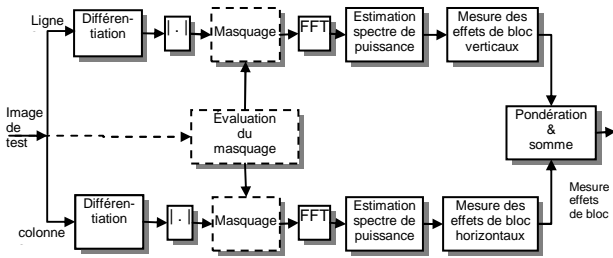 Ligne
Différen-
tiation
| . |
Masquage
FFT
Estimation
spectre de
puissance
Mesure des
effets de bloc
verticaux
Image
de
test
Evaluation
du
masquage
Pondération
&
somme
Mesure
effets
de bloc
colonne
Différen-
tiation
| . |
Masquage
FFT
Estimation
spectre de
puissance
Mesure des
effets de bloc
horizontaux